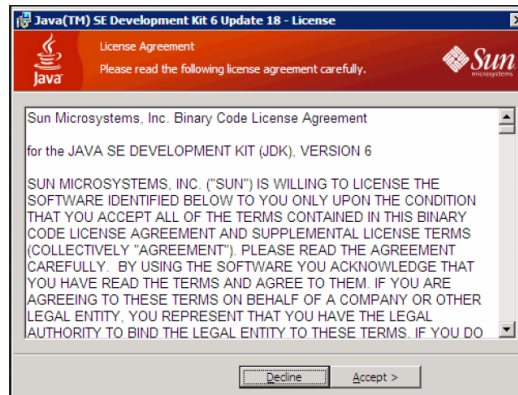 Java(TM) SE Development Kit 6 Update 18 - License
License Agreement
Please read the following license agreement carefully.
Java
Sun
microsystems
Sun Microsystems, Inc. Binary Code License Agreement
for the JAVA SE DEVELOPMENT KIT (JDK), VERSION 6
SUN MICROSYSTEMS, INC. ("SUN") IS WILLING TO LICENSE THE
SOFTWARE IDENTIFIED BELOW TO YOU ONLY UPON THE CONDITION
THAT YOU ACCEPT ALL OF THE TERMS CONTAINED IN THIS BINARY
CODE LICENSE AGREEMENT AND SUPPLEMENTAL LICENSE TERMS
(COLLECTIVELY "AGREEMENT"). PLEASE READ THE AGREEMENT
CAREFULLY. BY USING THE SOFTWARE YOU ACKNOWLEDGE THAT
YOU HAVE READ THE TERMS AND AGREE TO THEM. IF YOU ARE
AGREEING TO THESE TERMS ON BEHALF OF A COMPANY OR OTHER
LEGAL ENTITY, YOU REPRESENT THAT YOU HAVE THE LEGAL
AUTHORITY TO BIND THE LEGAL ENTITY TO THESE TERMS. IF YOU DO
Decline
Accept >